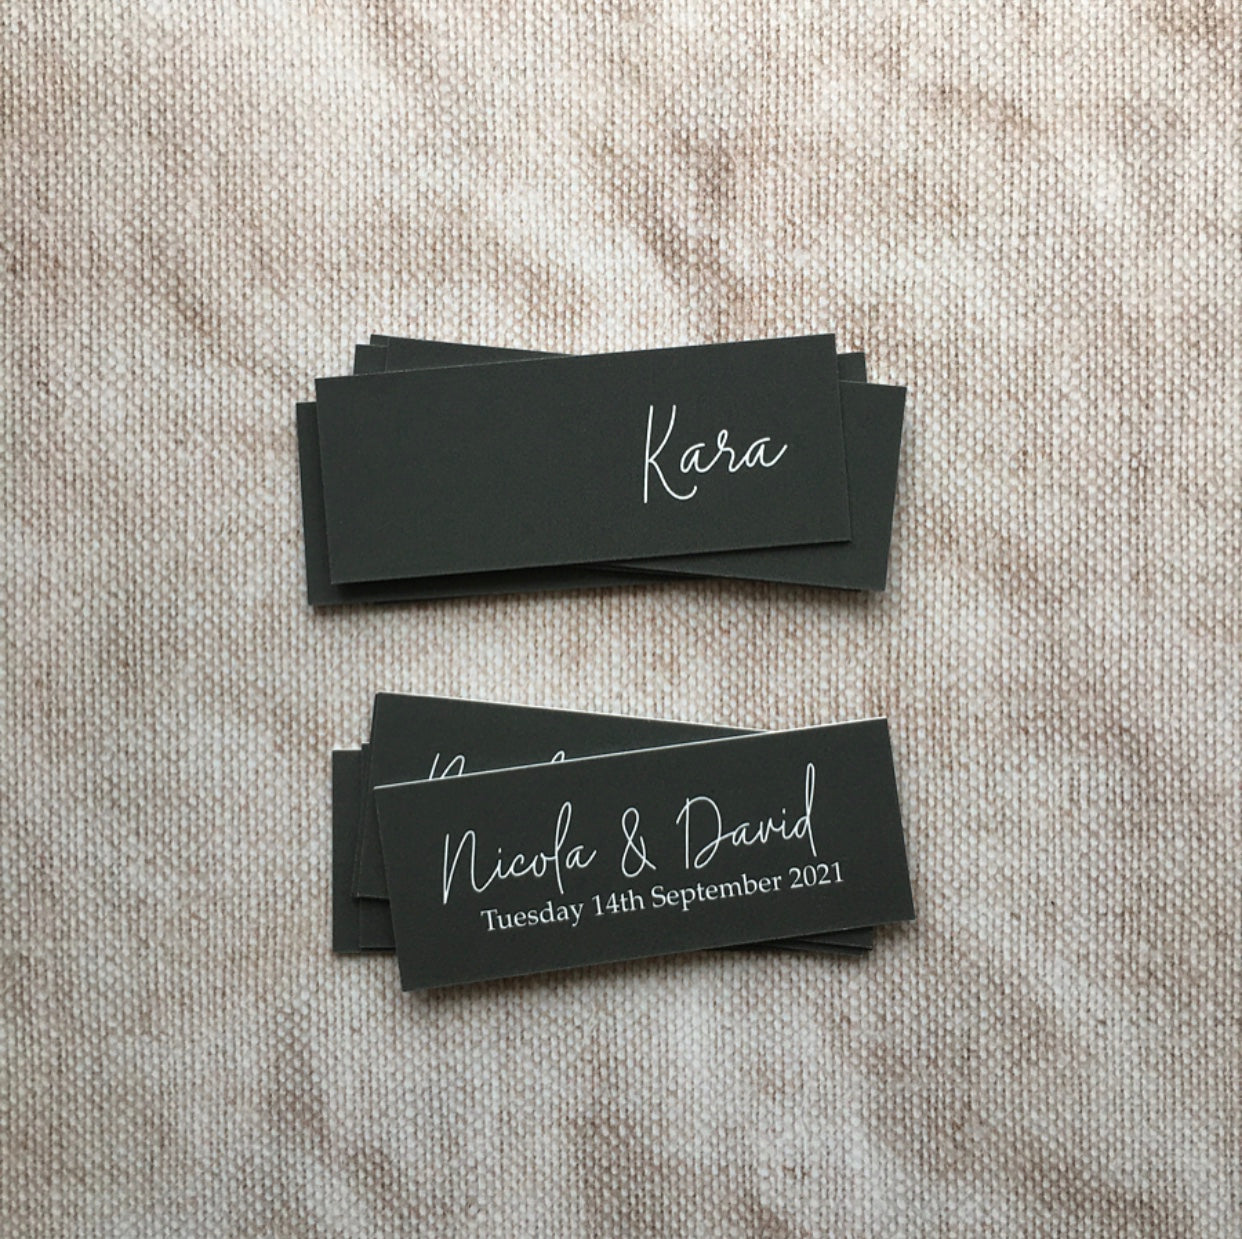 Kara
Nicola & David
Tuesday 14th September 2021